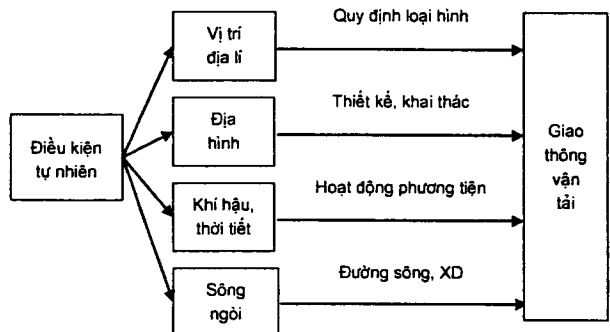 Điều kiện
tự nhiên
Vị trí
địa lí
Quy định loại hình
Địa
hình
Thiết kế, khai thác
Khí hậu,
thời tiết
Hoạt động phương tiện
Sông
ngòi
Đường sông, XD
Giao
thông
vận
tải